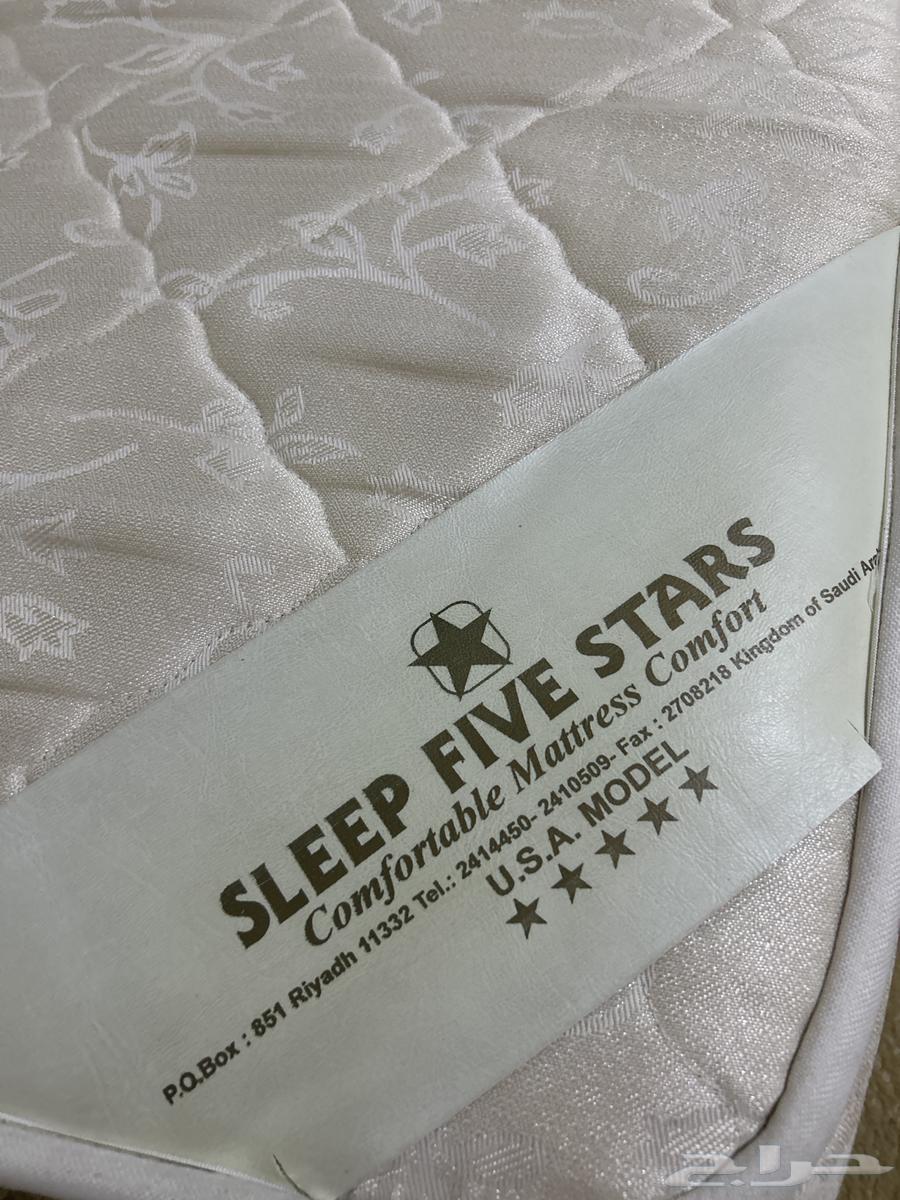 SLEEP FIVE STARS
Comfortable Mattress Comfort
P.O.Box : 851 Riyadh 11332 Tel.: 2414450- 2410509- Fax : 2708218 Kingdom of Saudi
U.S.A. MODEL
حراج